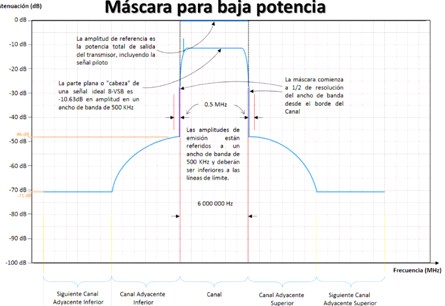 Máscara para baja potencia
tenuación (dB)
0 dB
-10 dB
-20 dB
-30 dB
-40 dB
-50 dB
-60 dB
-70 dB
-80 dB
-90 dB
-100 dB
La amplitud de referencia es
la potencia total de salida
del transmisor, incluyendo la
señal piloto
La parte plana o "cabeza" de
una señal ideal 8-VSB es
-10.63dB en amplitud en un
ancho de banda de 500 KHz
La máscara comienza
a 1/2 de resolución
del ancho de banda
desde el borde del
Canal
0.5 MHz
Las amplitudes de
emisión están
referidos a un
ancho de banda de
500 KHz y deberán
ser inferiores a las
líneas de límite.
6 000 000 Hz
Frecuencia (MHz)
Siguiente Canal
Adyacente Inferior
Canal Adyacente
Inferior
Canal
Canal Adyacente
Superior
Siguiente Canal
Adyacente Superior